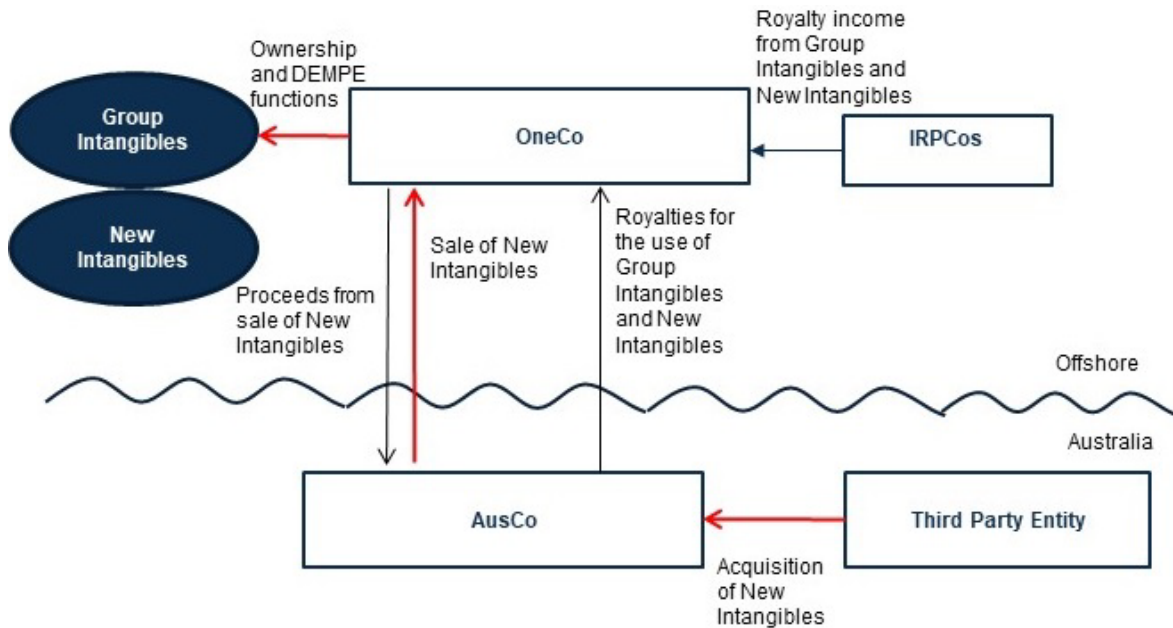 Ownership
and DEMPE
functions
Royalty income
from Group
Intangibles and
New Intangibles
Group
Intangibles
OneCo
IRPCos
New
Intangibles
Sale of New
Intangibles
Royalties for
the use of
Group
Intangibles
and New
Intangibles
Proceeds from
sale of New
Intangibles
Offshore
Australia
AusCo
Third Party Entity
Acquisition
of New
Intangibles